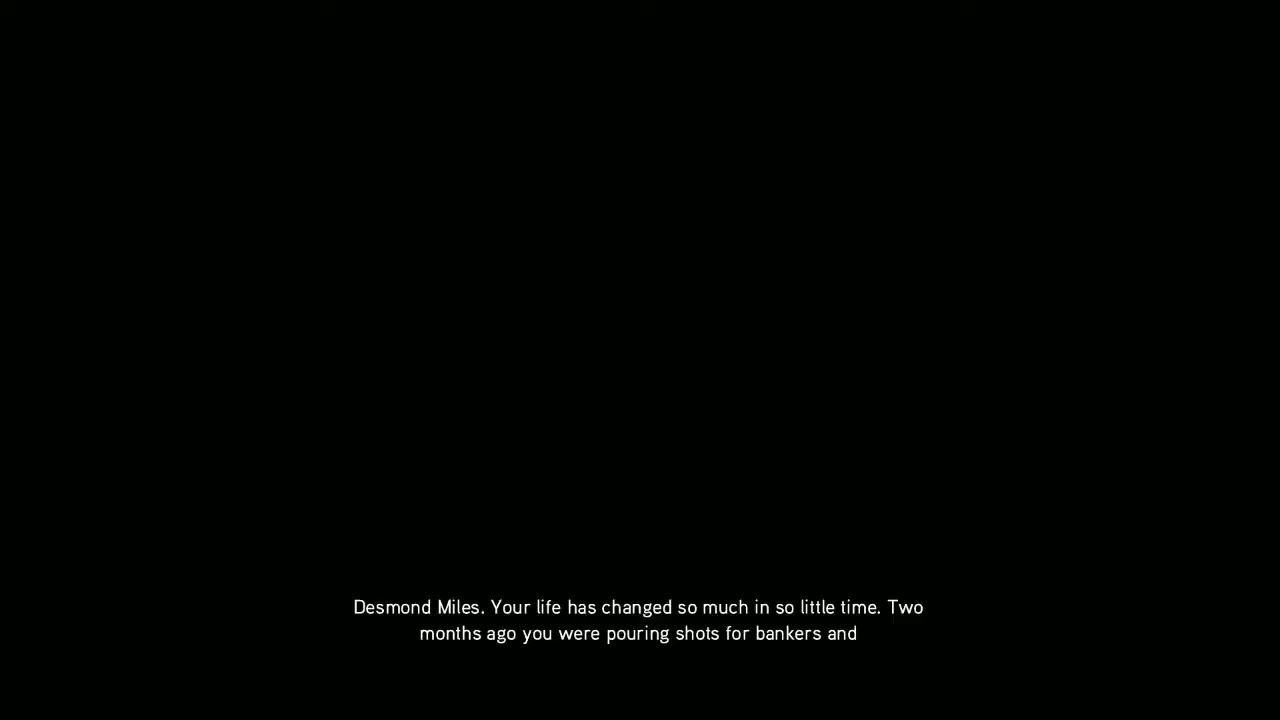 Desmond Miles. Your life has changed so much in so little time. Two
months ago you were pouring shots for bankers and